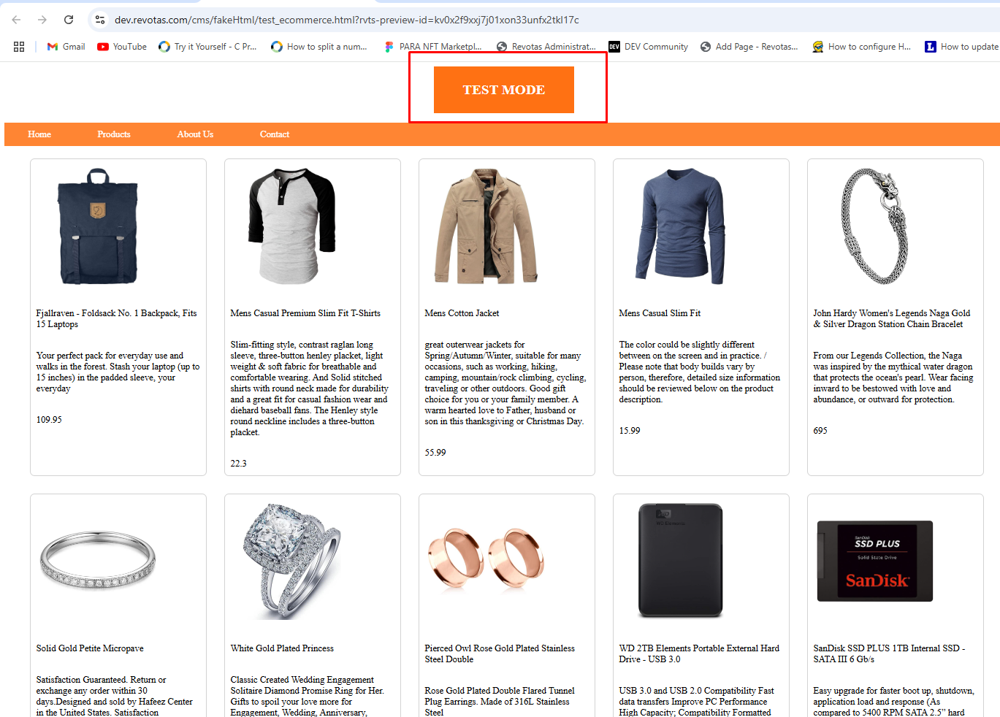 dev.revotas.com/cms/fakeHtml/test_ecommerce.html?rvts-preview-id=kv0x2f9xxj7j01xon33unfx2tkl17c
Gmail YouTube Try it Yourself - C Pr... How to split a num... PARA NFT Marketpl... Revotas Administrat... DEV DEV Community Add Page - Revotas... How to configure H... L How to update
TEST MODE
Home Products About Us Contact
Fjallraven - Foldsack No. 1 Backpack, Fits
15 Laptops
Your perfect pack for everyday use and
walks in the forest. Stash your laptop (up to
15 inches) in the padded sleeve, your
everyday
109.95
Mens Casual Premium Slim Fit T-Shirts
Slim-fitting style, contrast raglan long
sleeve, three-button henley placket, light
weight & soft fabric for breathable and
comfortable wearing. And Solid stitched
shirts with round neck made for durability
and a great fit for casual fashion wear and
diehard baseball fans. The Henley style
round neckline includes a three-button
placket.
22.3
Mens Cotton Jacket
great outerwear jackets for
Spring/Autumn/Winter, suitable for many
occasions, such as working, hiking,
camping, mountain/rock climbing, cycling,
traveling or other outdoors. Good gift
choice for you or your family member. A
warm hearted love to Father, husband or
son in this thanksgiving or Christmas Day.
55.99
Mens Casual Slim Fit
The color could be slightly different
between on the screen and in practice. /
Please note that body builds vary by
person, therefore, detailed size information
should be reviewed below on the product
description.
15.99
John Hardy Women's Legends Naga Gold
& Silver Dragon Station Chain Bracelet
From our Legends Collection, the Naga
was inspired by the mythical water dragon
that protects the ocean's pearl. Wear facing
inward to be bestowed with love and
abundance, or outward for protection.
695
Solid Gold Petite Micropave
Satisfaction Guaranteed. Return or
exchange any order within 30
days.Designed and sold by Hafeez Center
in the United States. Satisfaction
White Gold Plated Princess
Classic Created Wedding Engagement
Solitaire Diamond Promise Ring for Her.
Gifts to spoil your love more for
Engagement, Wedding, Anniversary,
Pierced Owl Rose Gold Plated Stainless
Steel Double
Rose Gold Plated Double Flared Tunnel
Plug Earrings. Made of 316L Stainless
Steel
WD
WD Elements
WD 2TB Elements Portable External Hard
Drive - USB 3.0
USB 3.0 and USB 2.0 Compatibility Fast
data transfers Improve PC Performance
High Capacity; Compatibility Formatted
SanDisk
SSD PLUS
Solid State Drive
SanDisk
SanDisk SSD PLUS 1TB Internal SSD -
SATA III 6 Gb/s
Easy upgrade for faster boot up, shutdown,
application load and response (As
compared to 5400 RPM SATA 2.5” hard